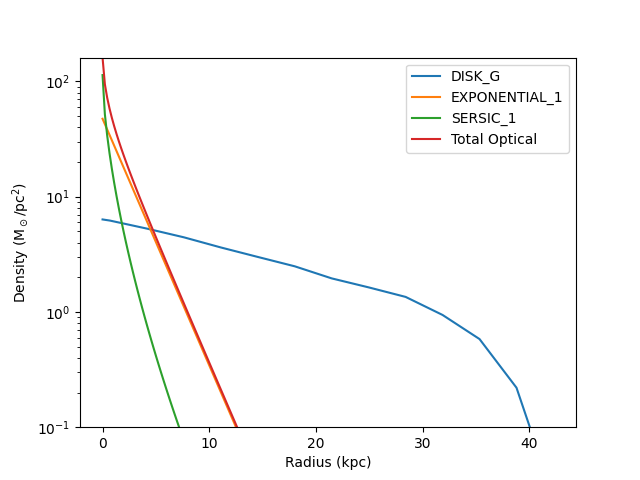 DISK_G
EXPONENTIAL_1
SERSIC_1
Total Optical
10²
10¹
10⁰
10⁻¹
Density (M⊙/pc²)
0 10 20 30 40
Radius (kpc)